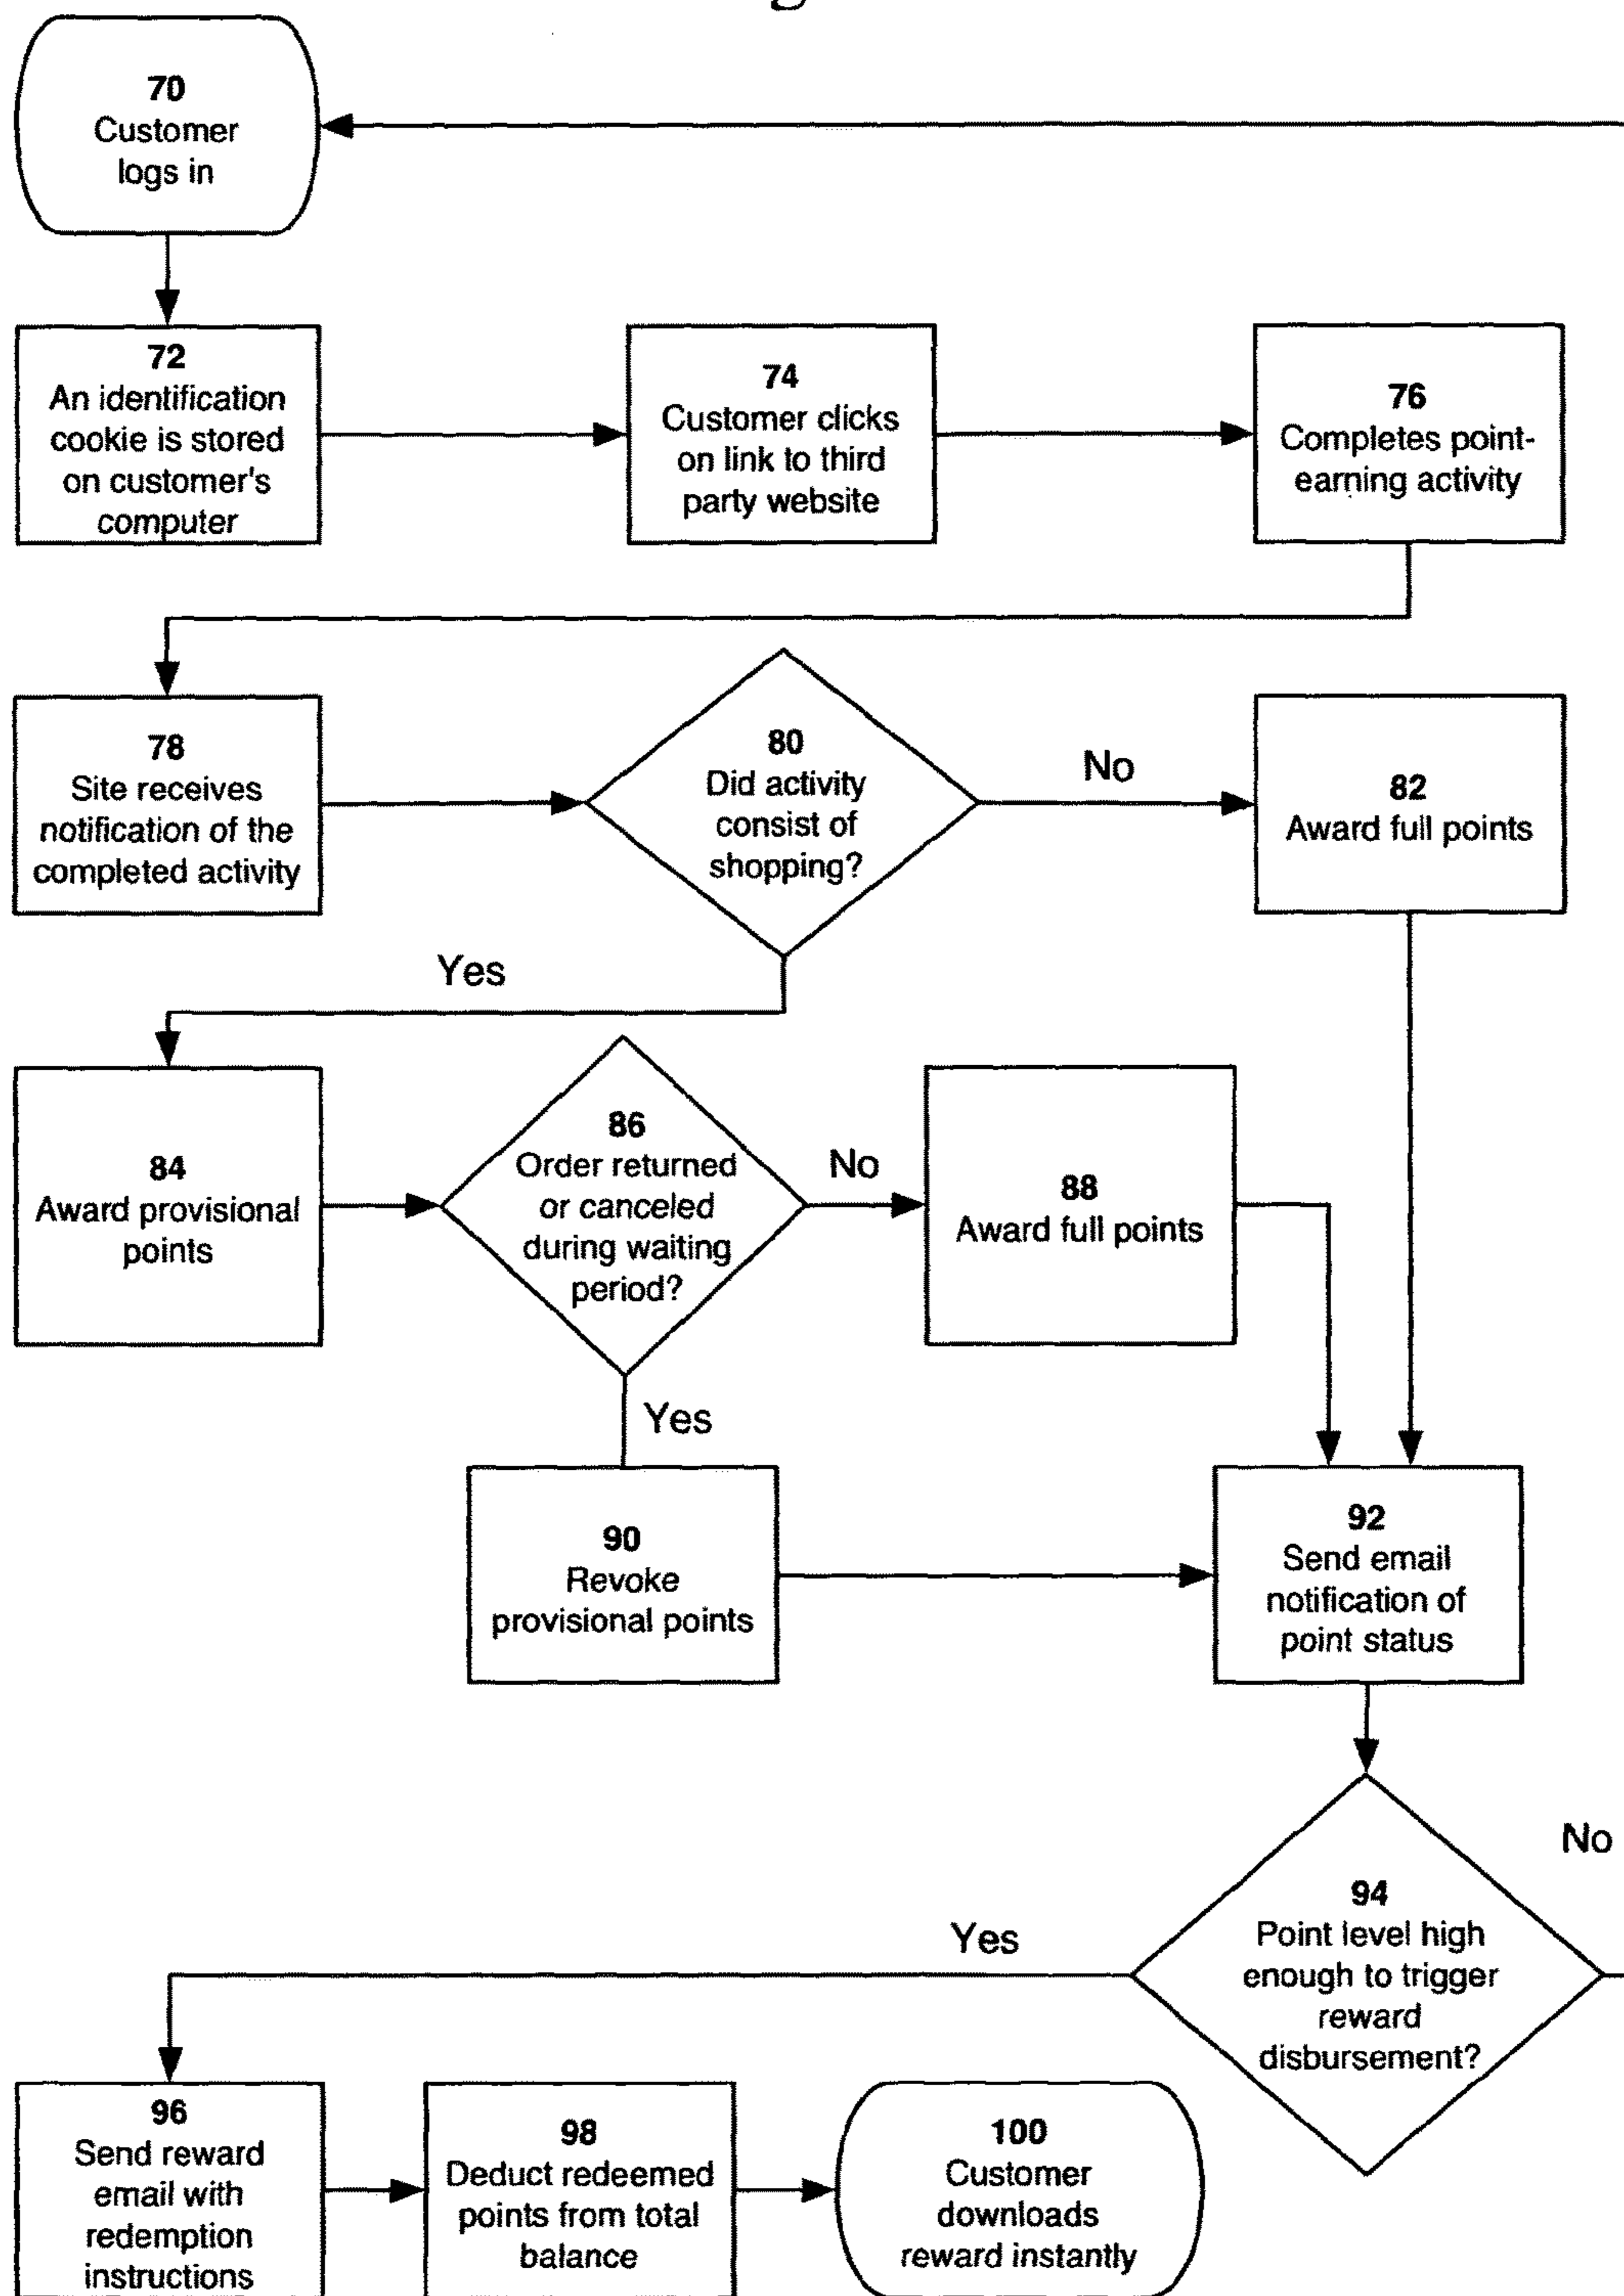 70
Customer
logs in
72
An identification
cookie is stored
on customer's
computer
74
Customer clicks
on link to third
party website
76
Completes point-
earning activity
78
Site receives
notification of the
completed activity
80
Did activity
consist of
shopping?
No
82
Award full points
Yes
84
Award provisional
points
86
Order returned
or canceled
during waiting
period?
No
88
Award full points
Yes
90
Revoke
provisional points
92
Send email
notification of
point status
No
94
Point level high
enough to trigger
reward
disbursement?
Yes
96
Send reward
email with
redemption
instructions
98
Deduct redeemed
points from total
balance
100
Customer
downloads
reward instantly